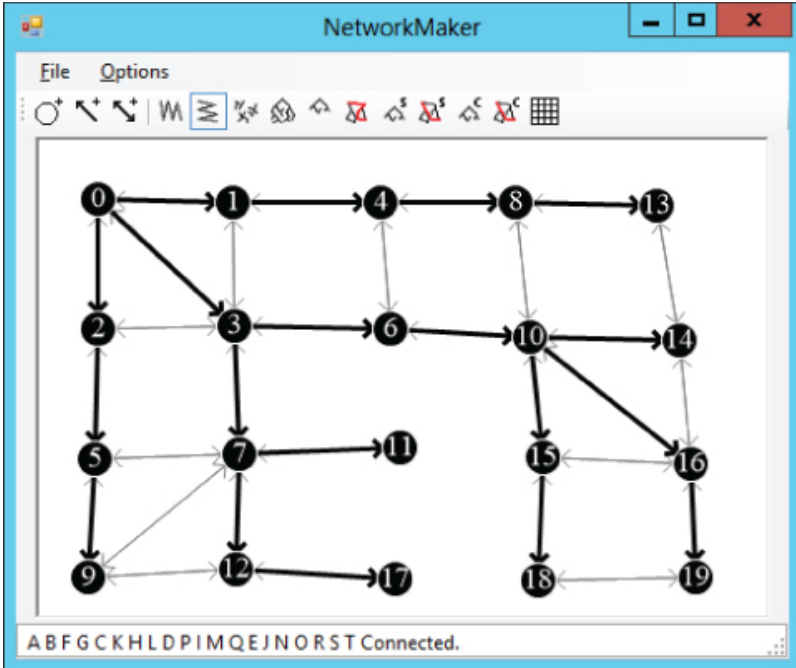 NetworkMaker
File Options
S S C C
0 1 4 8 13
2 3 6 10 14
5 7 11 15 16
9 12 17 18 19
A B F G C K H L D P I M Q E J N O R S T Connected.